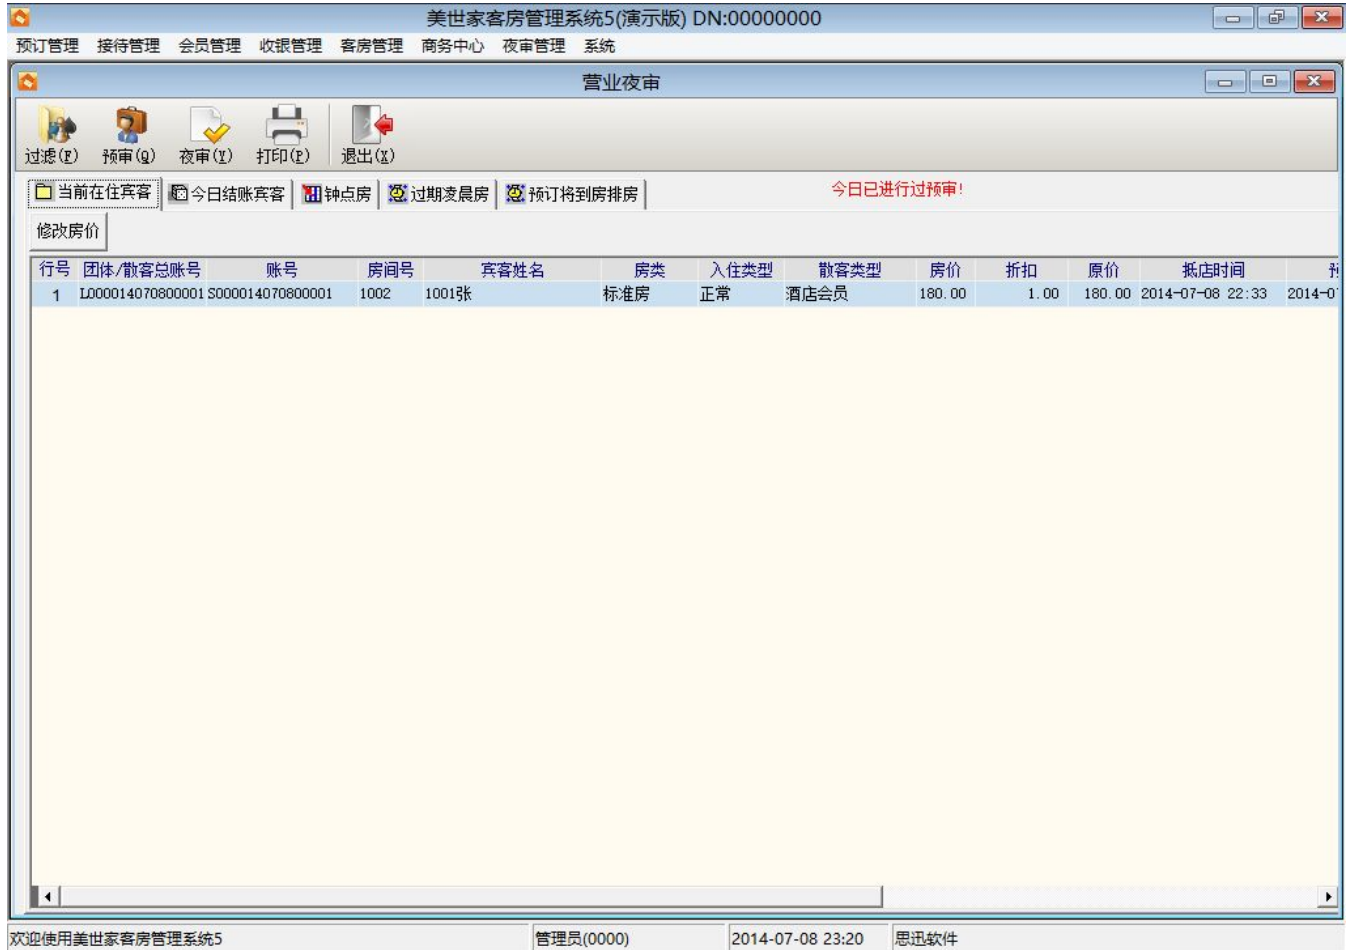 美世家客房管理系统5(演示版) DN:00000000
预订管理 接待管理 会员管理 收银管理 客房管理 商务中心 夜审管理 系统
营业夜审
过滤(F) 预审(Q) 夜审(Y) 打印(P) 退出(X)
当前在住宾客 今日结账宾客 钟点房 过期凌晨房 预订将到房排房 今日已进行过预审!
修改房价
行号 团体/散客总账号 账号 房间号 宾客姓名 房类 入住类型 散客类型 房价 折扣 原价 抵店时间
1 L000014070800001 S000014070800001 1002 1001张 标准房 正常 酒店会员 180.00 1.00 180.00 2014-07-08 22:33 2014-0
欢迎使用美世家客房管理系统5 管理员(0000) 2014-07-08 23:20 思迅软件